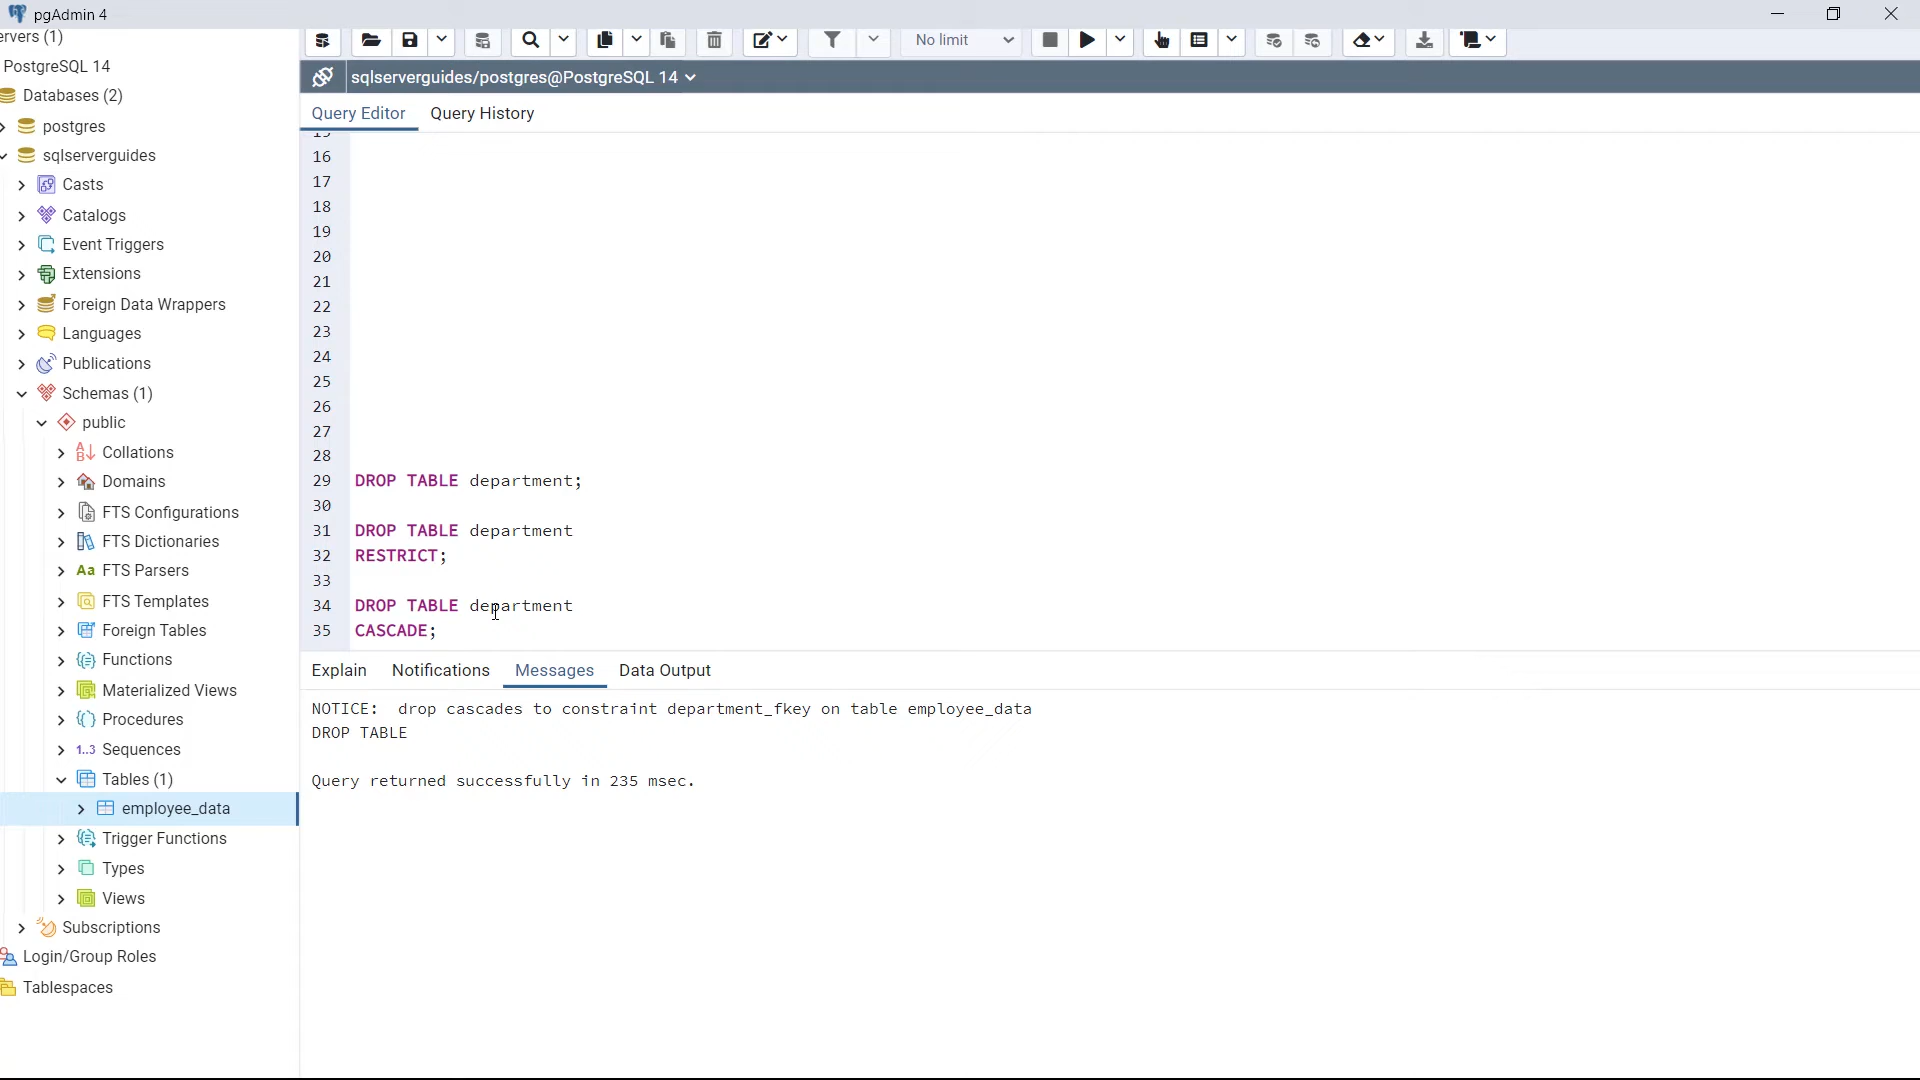 pgAdmin 4
ervers (1)
PostgreSQL 14
Databases (2)
postgres
sqlserverguides
Casts
Catalogs
Event Triggers
Extensions
Foreign Data Wrappers
Languages
Publications
Schemas (1)
public
Collations
Domains
FTS Configurations
FTS Dictionaries
Aa FTS Parsers
FTS Templates
Foreign Tables
Functions
Materialized Views
Procedures
1..3 Sequences
Tables (1)
employee_data
Trigger Functions
Types
Views
Subscriptions
Login/Group Roles
Tablespaces
No limit
sqlserverguides/postgres@PostgreSQL 14
Query Editor Query History
15
16
17
18
19
20
21
22
23
24
25
26
27
28
29 DROP TABLE department;
30
31 DROP TABLE department
32 RESTRICT;
33
34 DROP TABLE department
35 CASCADE;
Explain Notifications Messages Data Output
NOTICE:  drop cascades to constraint department_fkey on table employee_data
DROP TABLE
Query returned successfully in 235 msec.